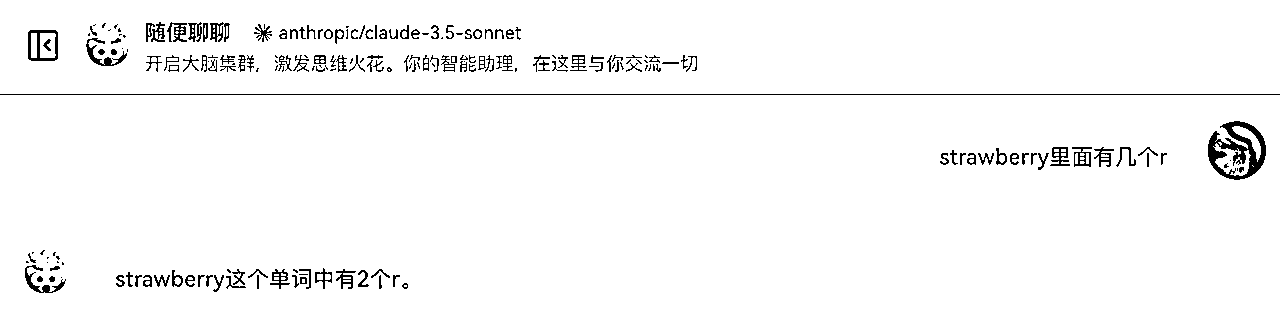 随便聊聊 anthropic/claude-3.5-sonnet
开启大脑集群，激发思维火花。你的智能助理，在这里与你交流一切
strawberry里面有几个r
strawberry这个单词中有2个r。